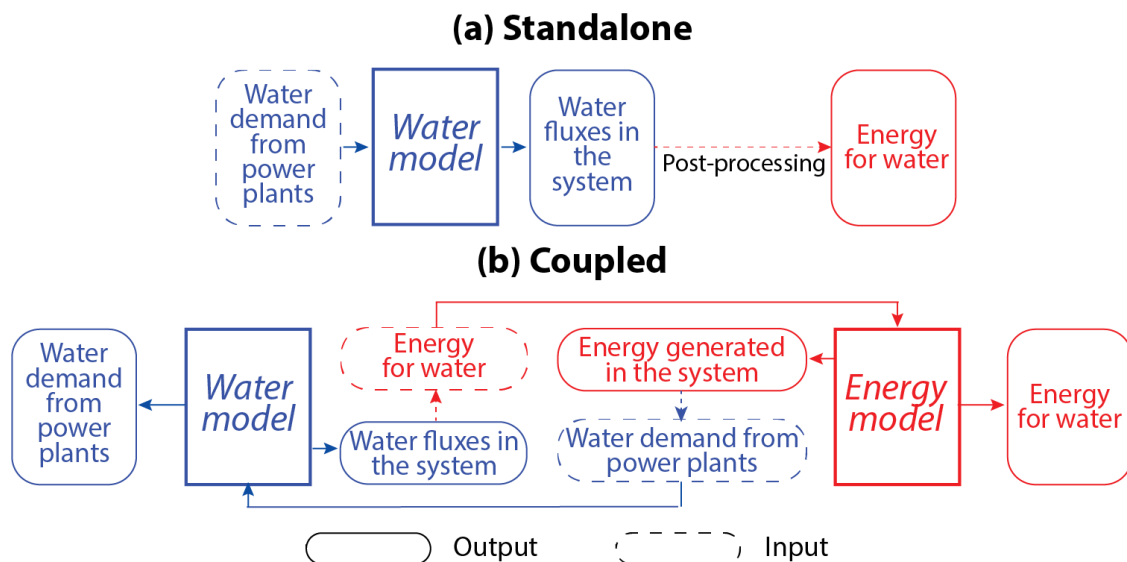 (a) Standalone
Water
demand
from
power
plants
Water
model
Water
fluxes in
the
system
Post-processing
Energy
for water
(b) Coupled
Water
demand
from
power
plants
Water
model
Energy
for water
Water fluxes in
the system
Energy generated
in the system
Water demand from
power plants
Energy
model
Energy
for water
Output
Input